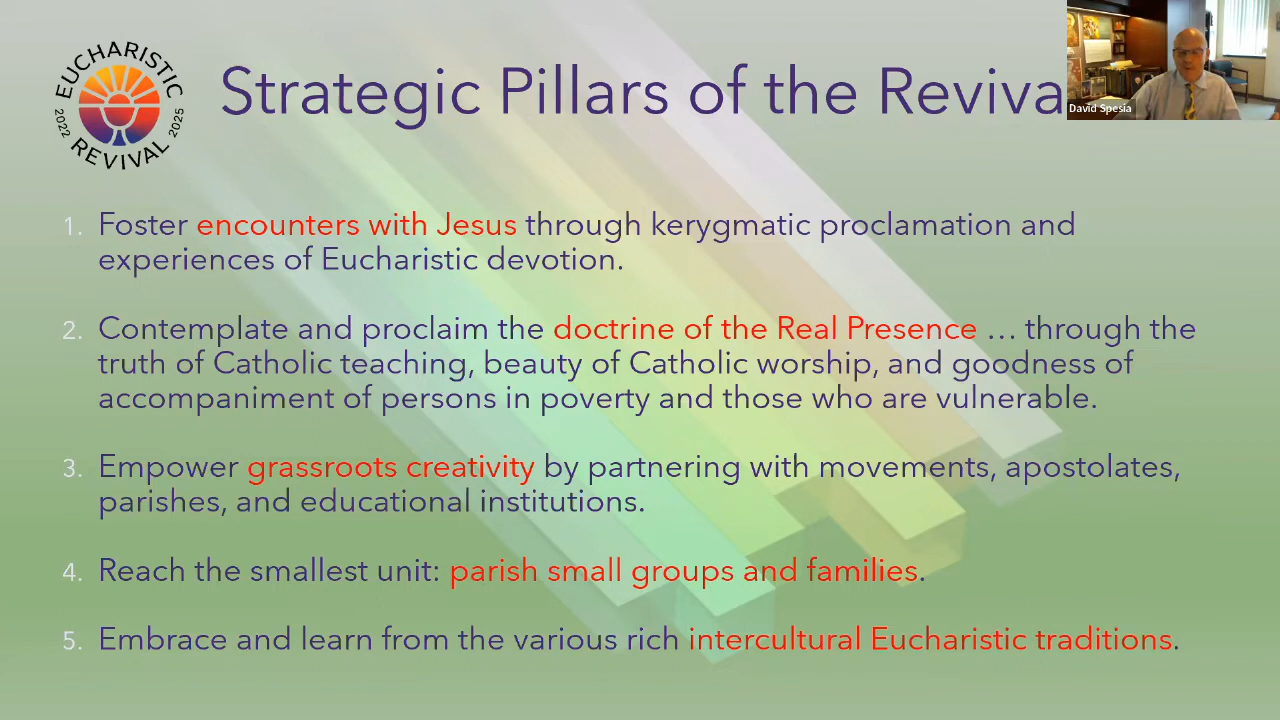 EUCHARISTIC
2022
2025
REVIVAL
Strategic Pillars of the Reviva
David Spesia
1. Foster encounters with Jesus through kerygmatic proclamation and
experiences of Eucharistic devotion.
2. Contemplate and proclaim the doctrine of the Real Presence … through the
truth of Catholic teaching, beauty of Catholic worship, and goodness of
accompaniment of persons in poverty and those who are vulnerable.
3. Empower grassroots creativity by partnering with movements, apostolates,
parishes, and educational institutions.
4. Reach the smallest unit: parish small groups and families.
5. Embrace and learn from the various rich intercultural Eucharistic traditions.